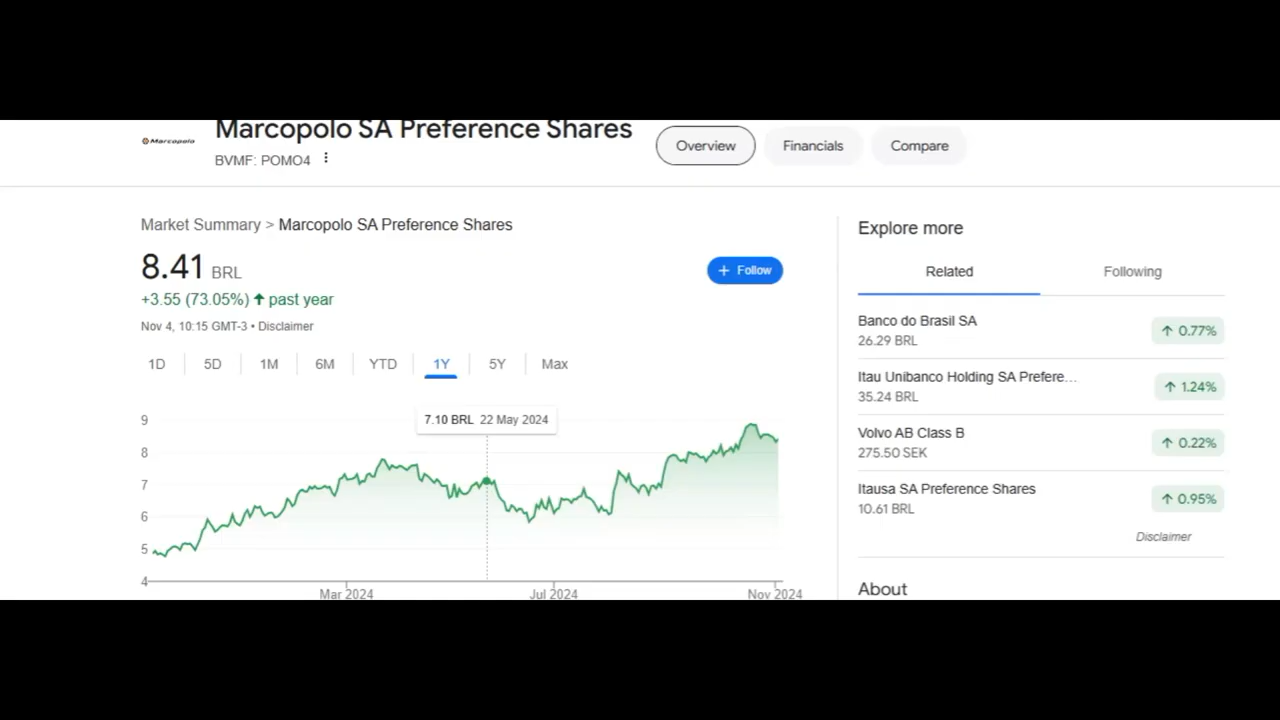 Marcopolo SA Preference Shares
Marcopolo
BVMF: POMO4
Overview
Financials
Compare
Market Summary > Marcopolo SA Preference Shares
8.41 BRL
+ Follow
+3.55 (73.05%) ↑ past year
Nov 4, 10:15 GMT-3 • Disclaimer
1D
5D
1M
6M
YTD
1Y
5Y
Max
7.10 BRL 22 May 2024
9
8
7
6
5
4
Mar 2024
Jul 2024
Nov 2024
Explore more
Related
Following
Banco do Brasil SA
26.29 BRL
↑ 0.77%
Itau Unibanco Holding SA Prefere...
35.24 BRL
↑ 1.24%
Volvo AB Class B
275.50 SEK
↑ 0.22%
Itausa SA Preference Shares
10.61 BRL
↑ 0.95%
Disclaimer
About